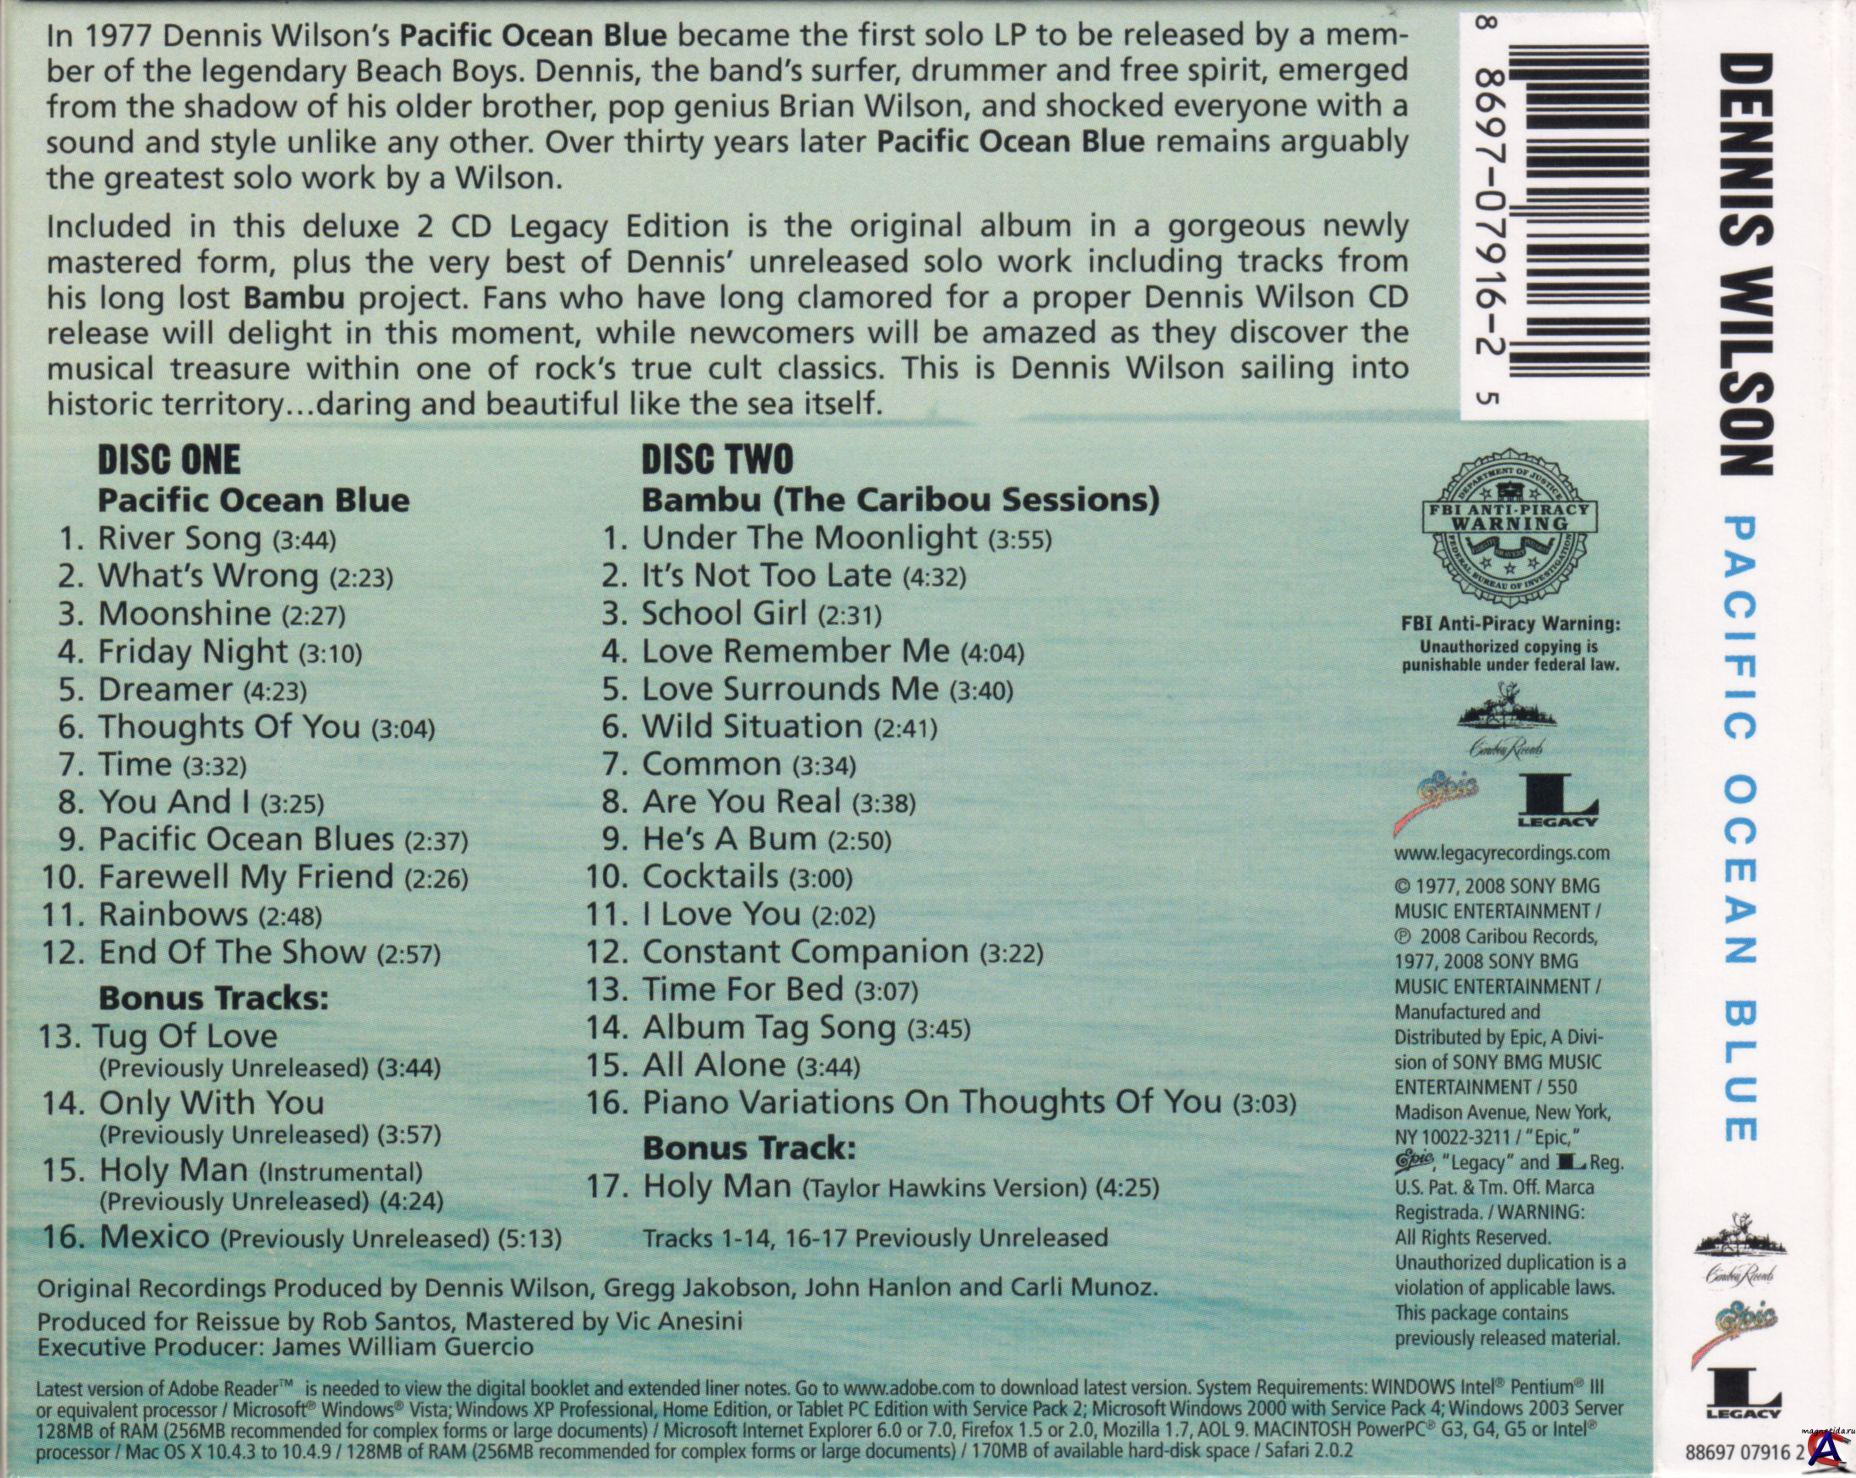 In 1977 Dennis Wilson's Pacific Ocean Blue became the first solo LP to be released by a mem-
ber of the legendary Beach Boys. Dennis, the band's surfer, drummer and free spirit, emerged
from the shadow of his older brother, pop genius Brian Wilson, and shocked everyone with a
sound and style unlike any other. Over thirty years later Pacific Ocean Blue remains arguably
the greatest solo work by a Wilson.
Included in this deluxe 2 CD Legacy Edition is the original album in a gorgeous newly
mastered form, plus the very best of Dennis' unreleased solo work including tracks from
his long lost Bambu project. Fans who have long clamored for a proper Dennis Wilson CD
release will delight in this moment, while newcomers will be amazed as they discover the
musical treasure within one of rock's true cult classics. This is Dennis Wilson sailing into
historic territory...daring and beautiful like the sea itself.
DISC ONE
Pacific Ocean Blue
1. River Song (3:44)
2. What's Wrong (2:23)
3. Moonshine (2:27)
4. Friday Night (3:10)
5. Dreamer (4:23)
6. Thoughts Of You (3:04)
7. Time (3:32)
8. You And I (3:25)
9. Pacific Ocean Blues (2:37)
10. Farewell My Friend (2:26)
11. Rainbows (2:48)
12. End Of The Show (2:57)
Bonus Tracks:
13. Tug Of Love
(Previously Unreleased) (3:44)
14. Only With You
(Previously Unreleased) (3:57)
15. Holy Man (Instrumental)
(Previously Unreleased) (4:24)
16. Mexico (Previously Unreleased) (5:13)
DISC TWO
Bambu (The Caribou Sessions)
1. Under The Moonlight (3:55)
2. It's Not Too Late (4:32)
3. School Girl (2:31)
4. Love Remember Me (4:04)
5. Love Surrounds Me (3:40)
6. Wild Situation (2:41)
7. Common (3:34)
8. Are You Real (3:38)
9. He's A Bum (2:50)
10. Cocktails (3:00)
11. I Love You (2:02)
12. Constant Companion (3:22)
13. Time For Bed (3:07)
14. Album Tag Song (3:45)
15. All Alone (3:44)
16. Piano Variations On Thoughts Of You (3:03)
Bonus Track:
17. Holy Man (Taylor Hawkins Version) (4:25)
Tracks 1-14, 16-17 Previously Unreleased
Original Recordings Produced by Dennis Wilson, Gregg Jakobson, John Hanlon and Carli Munoz.
Produced for Reissue by Rob Santos, Mastered by Vic Anesini
Executive Producer: James William Guercio
Latest version of Adobe Reader™ is needed to view the digital booklet and extended liner notes. Go to www.adobe.com to download latest version. System Requirements: WINDOWS Intel® Pentium® III
or equivalent processor / Microsoft® Windows® Vista; Windows XP Professional, Home Edition, or Tablet PC Edition with Service Pack 2; Microsoft Windows 2000 with Service Pack 4; Windows 2003 Server
128MB of RAM (256MB recommended for complex forms or large documents) / Microsoft Internet Explorer 6.0 or 7.0, Firefox 1.5 or 2.0, Mozilla 1.7, AOL 9. MACINTOSH PowerPC® G3, G4, G5 or Intel®
processor / Mac OS X 10.4.3 to 10.4.9 / 128MB of RAM (256MB recommended for complex forms or large documents) / 170MB of available hard-disk space / Safari 2.0.2
8 8697-07916-2 5
DEPARTMENT OF JUSTICE
FBI ANTI-PIRACY
WARNING
FEDERAL BUREAU OF INVESTIGATION
FBI Anti-Piracy Warning:
Unauthorized copying is
punishable under federal law.
Caribou Records
Epic
L
LEGACY
www.legacyrecordings.com
© 1977, 2008 SONY BMG
MUSIC ENTERTAINMENT /
℗ 2008 Caribou Records,
1977, 2008 SONY BMG
MUSIC ENTERTAINMENT /
Manufactured and
Distributed by Epic, A Divi-
sion of SONY BMG MUSIC
ENTERTAINMENT / 550
Madison Avenue, New York,
NY 10022-3211 / "Epic,"
Epic, "Legacy" and L Reg.
U.S. Pat. & Tm. Off. Marca
Registrada. / WARNING:
All Rights Reserved.
Unauthorized duplication is a
violation of applicable laws.
This package contains
previously released material.
DENNIS WILSON PACIFIC OCEAN BLUE
Caribou Records
Epic
L
LEGACY
88697 07916 2
magnetida.ru